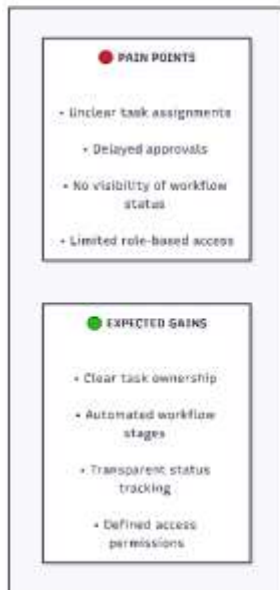 PAIN POINTS
• Unclear task assignments
• Delayed approvals
• No visibility of workflow
status
• Limited role-based access
EXPECTED GAINS
• Clear task ownership
• Automated workflow
stages
• Transparent status
tracking
• Defined access
permissions